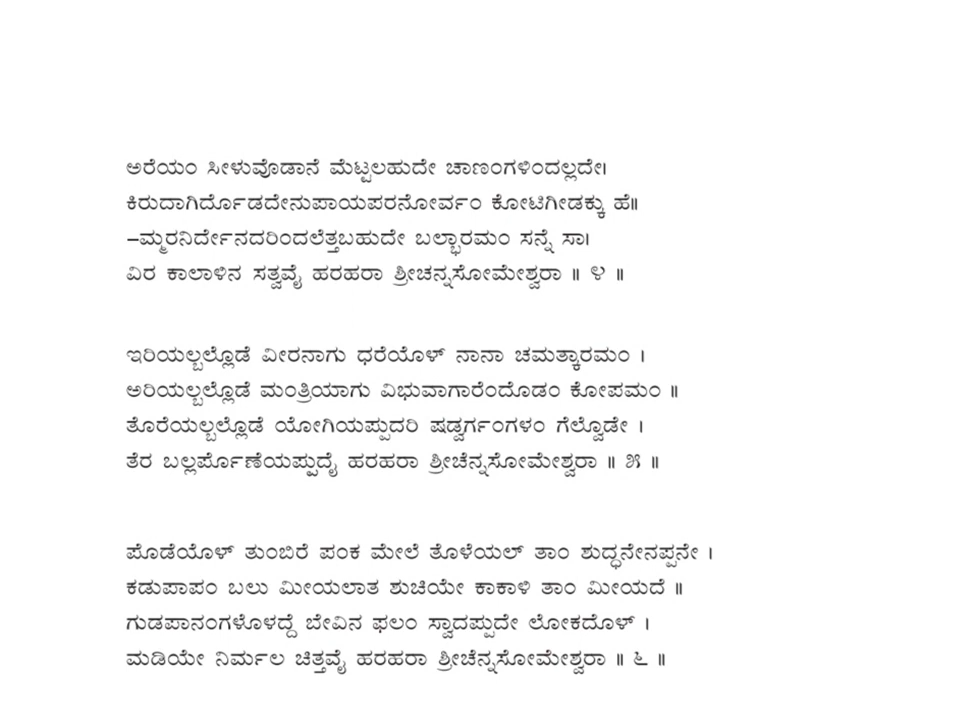 ಅರೆಯಂ ಸೀಳುವೊಡಾನೆ ಮೆಟ್ಟಲಹುದೇ ಚಾಣಂಗಳಿಂದಲ್ಲದೇ।
ಕಿರುದಾಗಿರ್ದೊಡದೇನುಪಾಯಪರನೋರ್ವಂ ಕೋಟಿಗೀಡಕ್ಕು ಹೆ॥
–ಮ್ಮರನಿರ್ದೇನದರಿಂದಲೆತ್ತಬಹುದೇ ಬಲ್ಭಾರಮಂ ಸನ್ನೆ ಸಾ।
ವಿರ ಕಾಲಾಳಿನ ಸತ್ವವೈ ಹರಹರಾ ಶ್ರೀಚನ್ನಸೋಮೇಶ್ವರಾ ॥ ೪ ॥
ಇರಿಯಲ್ಬಲ್ಲೊಡೆ ವೀರನಾಗು ಧರೆಯೊಳ್ ನಾನಾ ಚಮತ್ಕಾರಮಂ ।
ಅರಿಯಲ್ಬಲ್ಲೊಡೆ ಮಂತ್ರಿಯಾಗು ವಿಭುವಾಗಾರೆಂದೊಡಂ ಕೋಪಮಂ ॥
ತೊರೆಯಲ್ಬಲ್ಲೊಡೆ ಯೋಗಿಯಪ್ಪುದರಿ ಷಡ್ವರ್ಗಂಗಳಂ ಗೆಲ್ವೊಡೇ ।
ತೆರ ಬಲ್ಲರ್ಪೊಣೆಯಪ್ಪುದೈ ಹರಹರಾ ಶ್ರೀಚೆನ್ನಸೋಮೇಶ್ವರಾ ॥ ೫ ॥
ಪೊಡೆಯೊಳ್ ತುಂಬಿರೆ ಪಂಕ ಮೇಲೆ ತೊಳೆಯಲ್ ತಾಂ ಶುದ್ಧನೇನಪ್ಪನೇ ।
ಕಡುಪಾಪಂ ಬಲು ಮೀಯಲಾತ ಶುಚಿಯೇ ಕಾಕಾಳಿ ತಾಂ ಮೀಯದೆ ॥
ಗುಡಪಾನಂಗಳೊಳದ್ದೆ ಬೇವಿನ ಫಲಂ ಸ್ವಾದಪ್ಪುದೇ ಲೋಕದೊಳ್ ।
ಮಡಿಯೇ ನಿರ್ಮಲ ಚಿತ್ತವೈ ಹರಹರಾ ಶ್ರೀಚೆನ್ನಸೋಮೇಶ್ವರಾ ॥ ೬ ॥